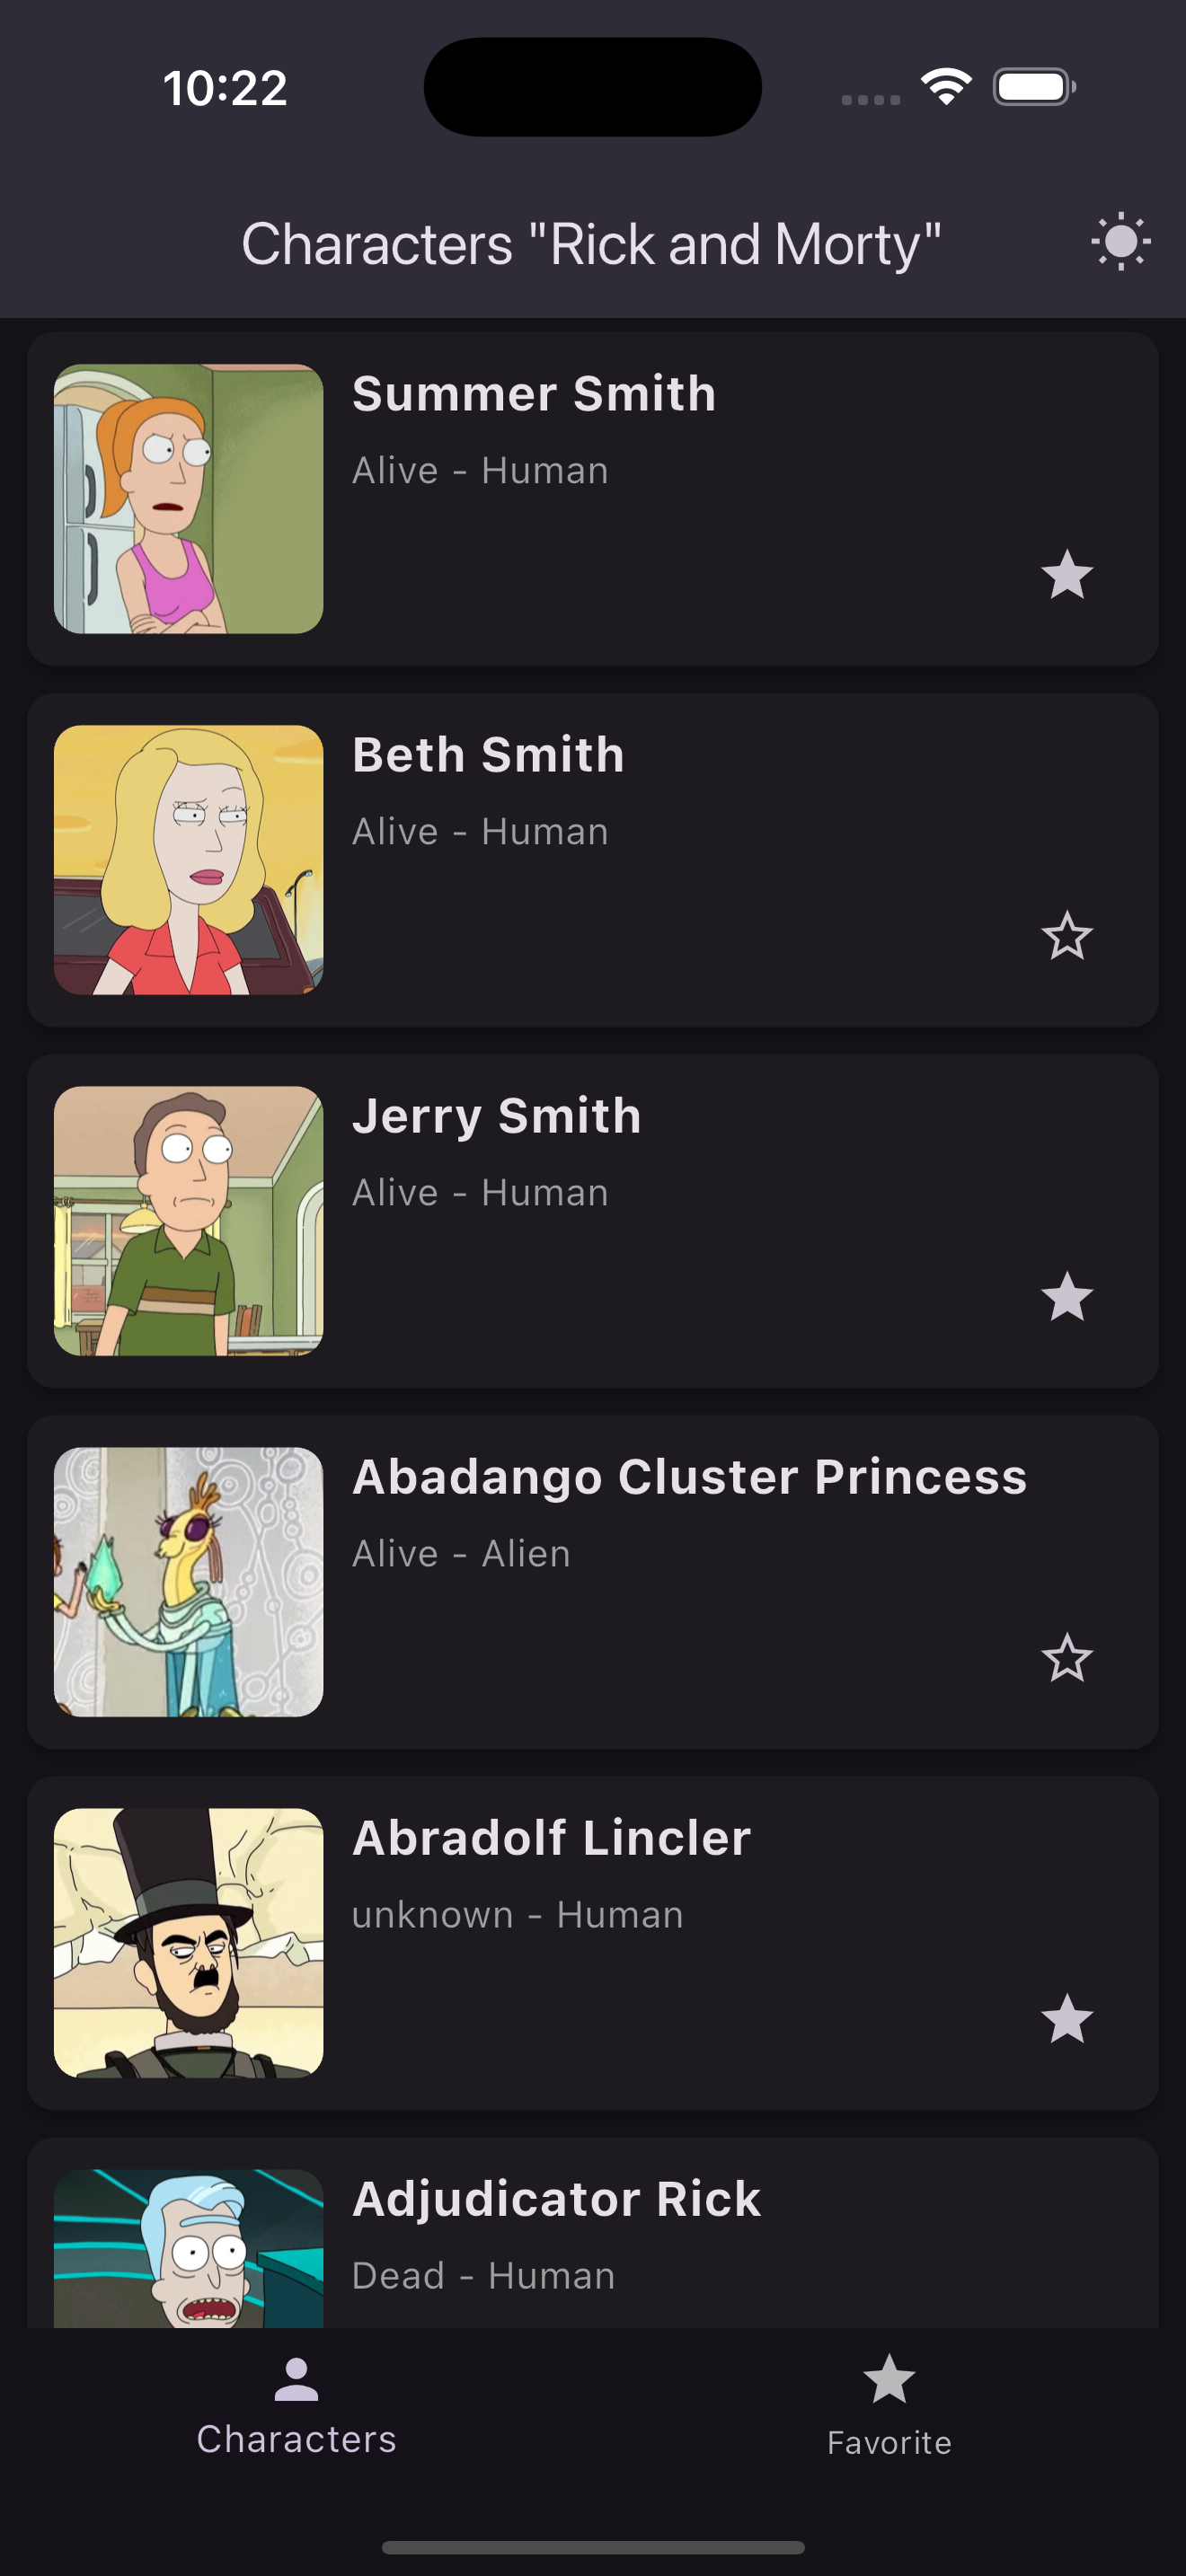 10:22
Characters "Rick and Morty"
Summer Smith
Alive - Human
Beth Smith
Alive - Human
Jerry Smith
Alive - Human
Abadango Cluster Princess
Alive - Alien
Abradolf Lincler
unknown - Human
Adjudicator Rick
Dead - Human
Characters
Favorite